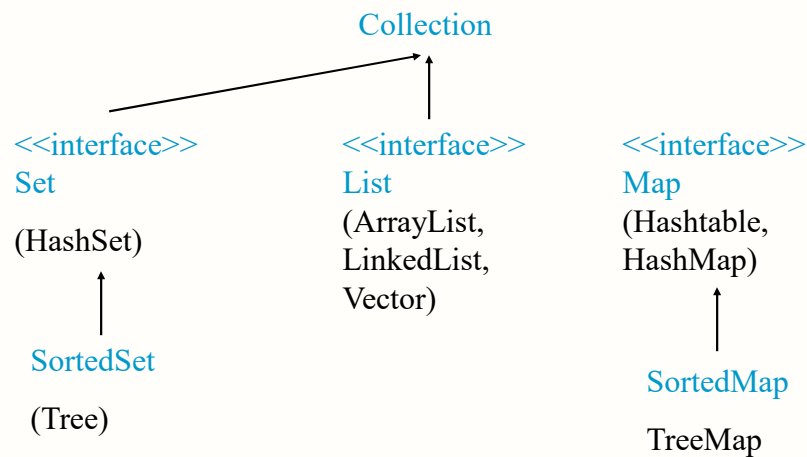 Collection
<<interface>>
Set
(HashSet)
SortedSet
(Tree)
<<interface>>
List
(ArrayList,
LinkedList,
Vector)
<<interface>>
Map
(Hashtable,
HashMap)
SortedMap
TreeMap